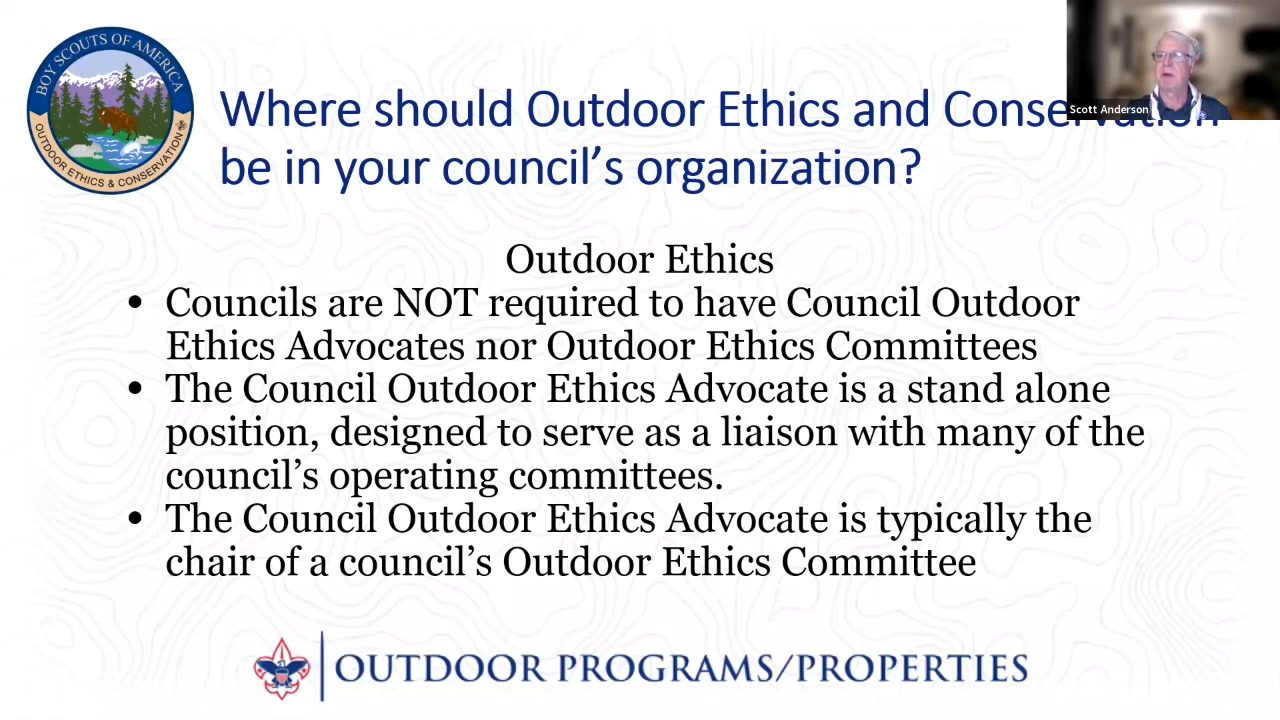 BOY SCOUTS OF AMERICA
OUTDOOR ETHICS & CONSERVATION
Scott Anderson
Where should Outdoor Ethics and Conservation
be in your council’s organization?
Outdoor Ethics
• Councils are NOT required to have Council Outdoor
Ethics Advocates nor Outdoor Ethics Committees
• The Council Outdoor Ethics Advocate is a stand alone
position, designed to serve as a liaison with many of the
council’s operating committees.
• The Council Outdoor Ethics Advocate is typically the
chair of a council’s Outdoor Ethics Committee
OUTDOOR PROGRAMS/PROPERTIES